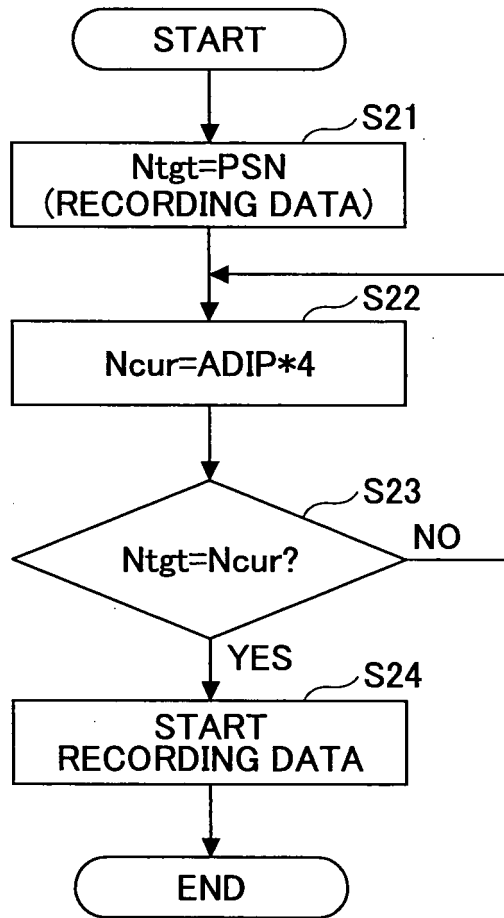 START
S21
Ntgt=PSN
(RECORDING DATA)
S22
Ncur=ADIP*4
S23
Ntgt=Ncur?
NO
YES
S24
START
RECORDING DATA
END